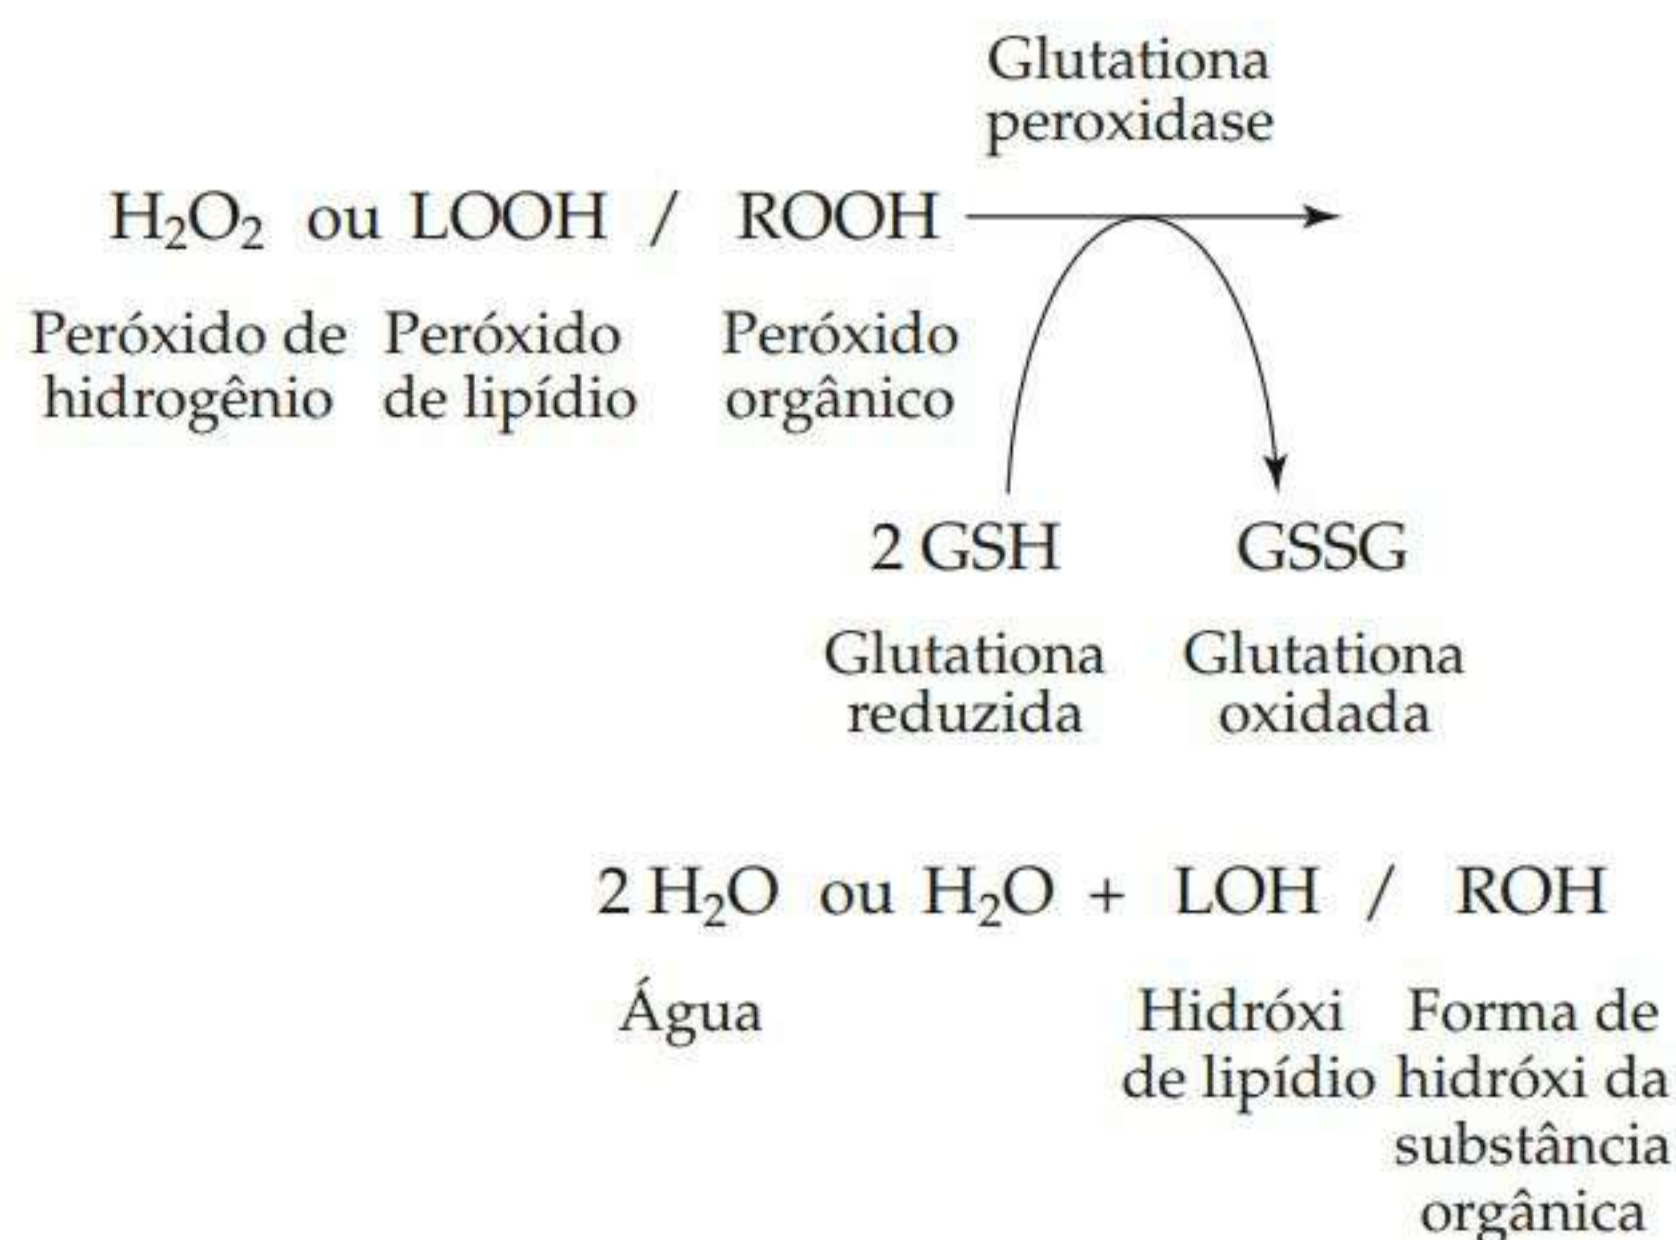 Glutationa
peroxidase
H₂O₂ ou LOOH / ROOH
Peróxido de hidrogênio
Peróxido de lipídio
Peróxido orgânico
2 GSH GSSG
Glutationa reduzida
Glutationa oxidada
2 H₂O ou H₂O + LOH / ROH
Água
Hidróxi de lipídio
Forma de hidróxi da substância orgânica